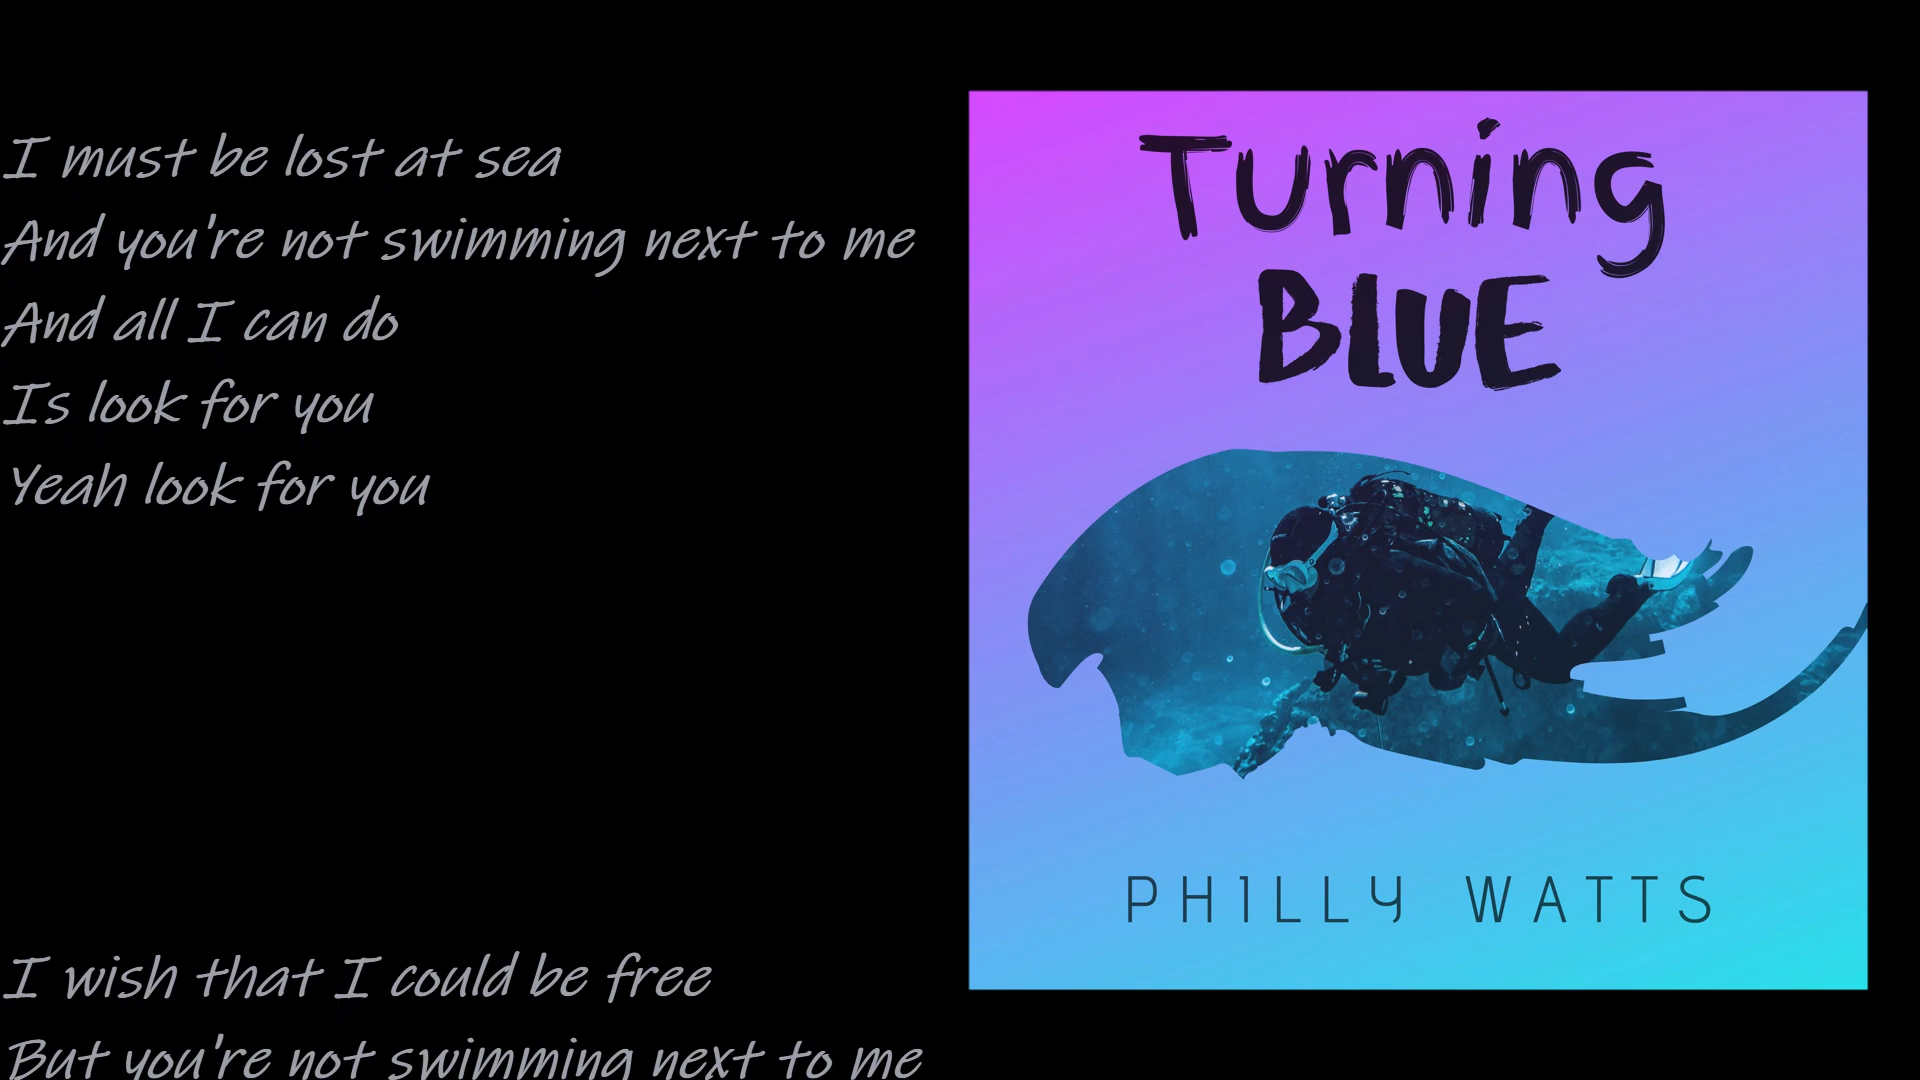 I must be lost at sea
And you're not swimming next to me
And all I can do
Is look for you
Yeah look for you
I wish that I could be free
But you're not swimming next to me
Turning
BLUE
PHILLY WATTS